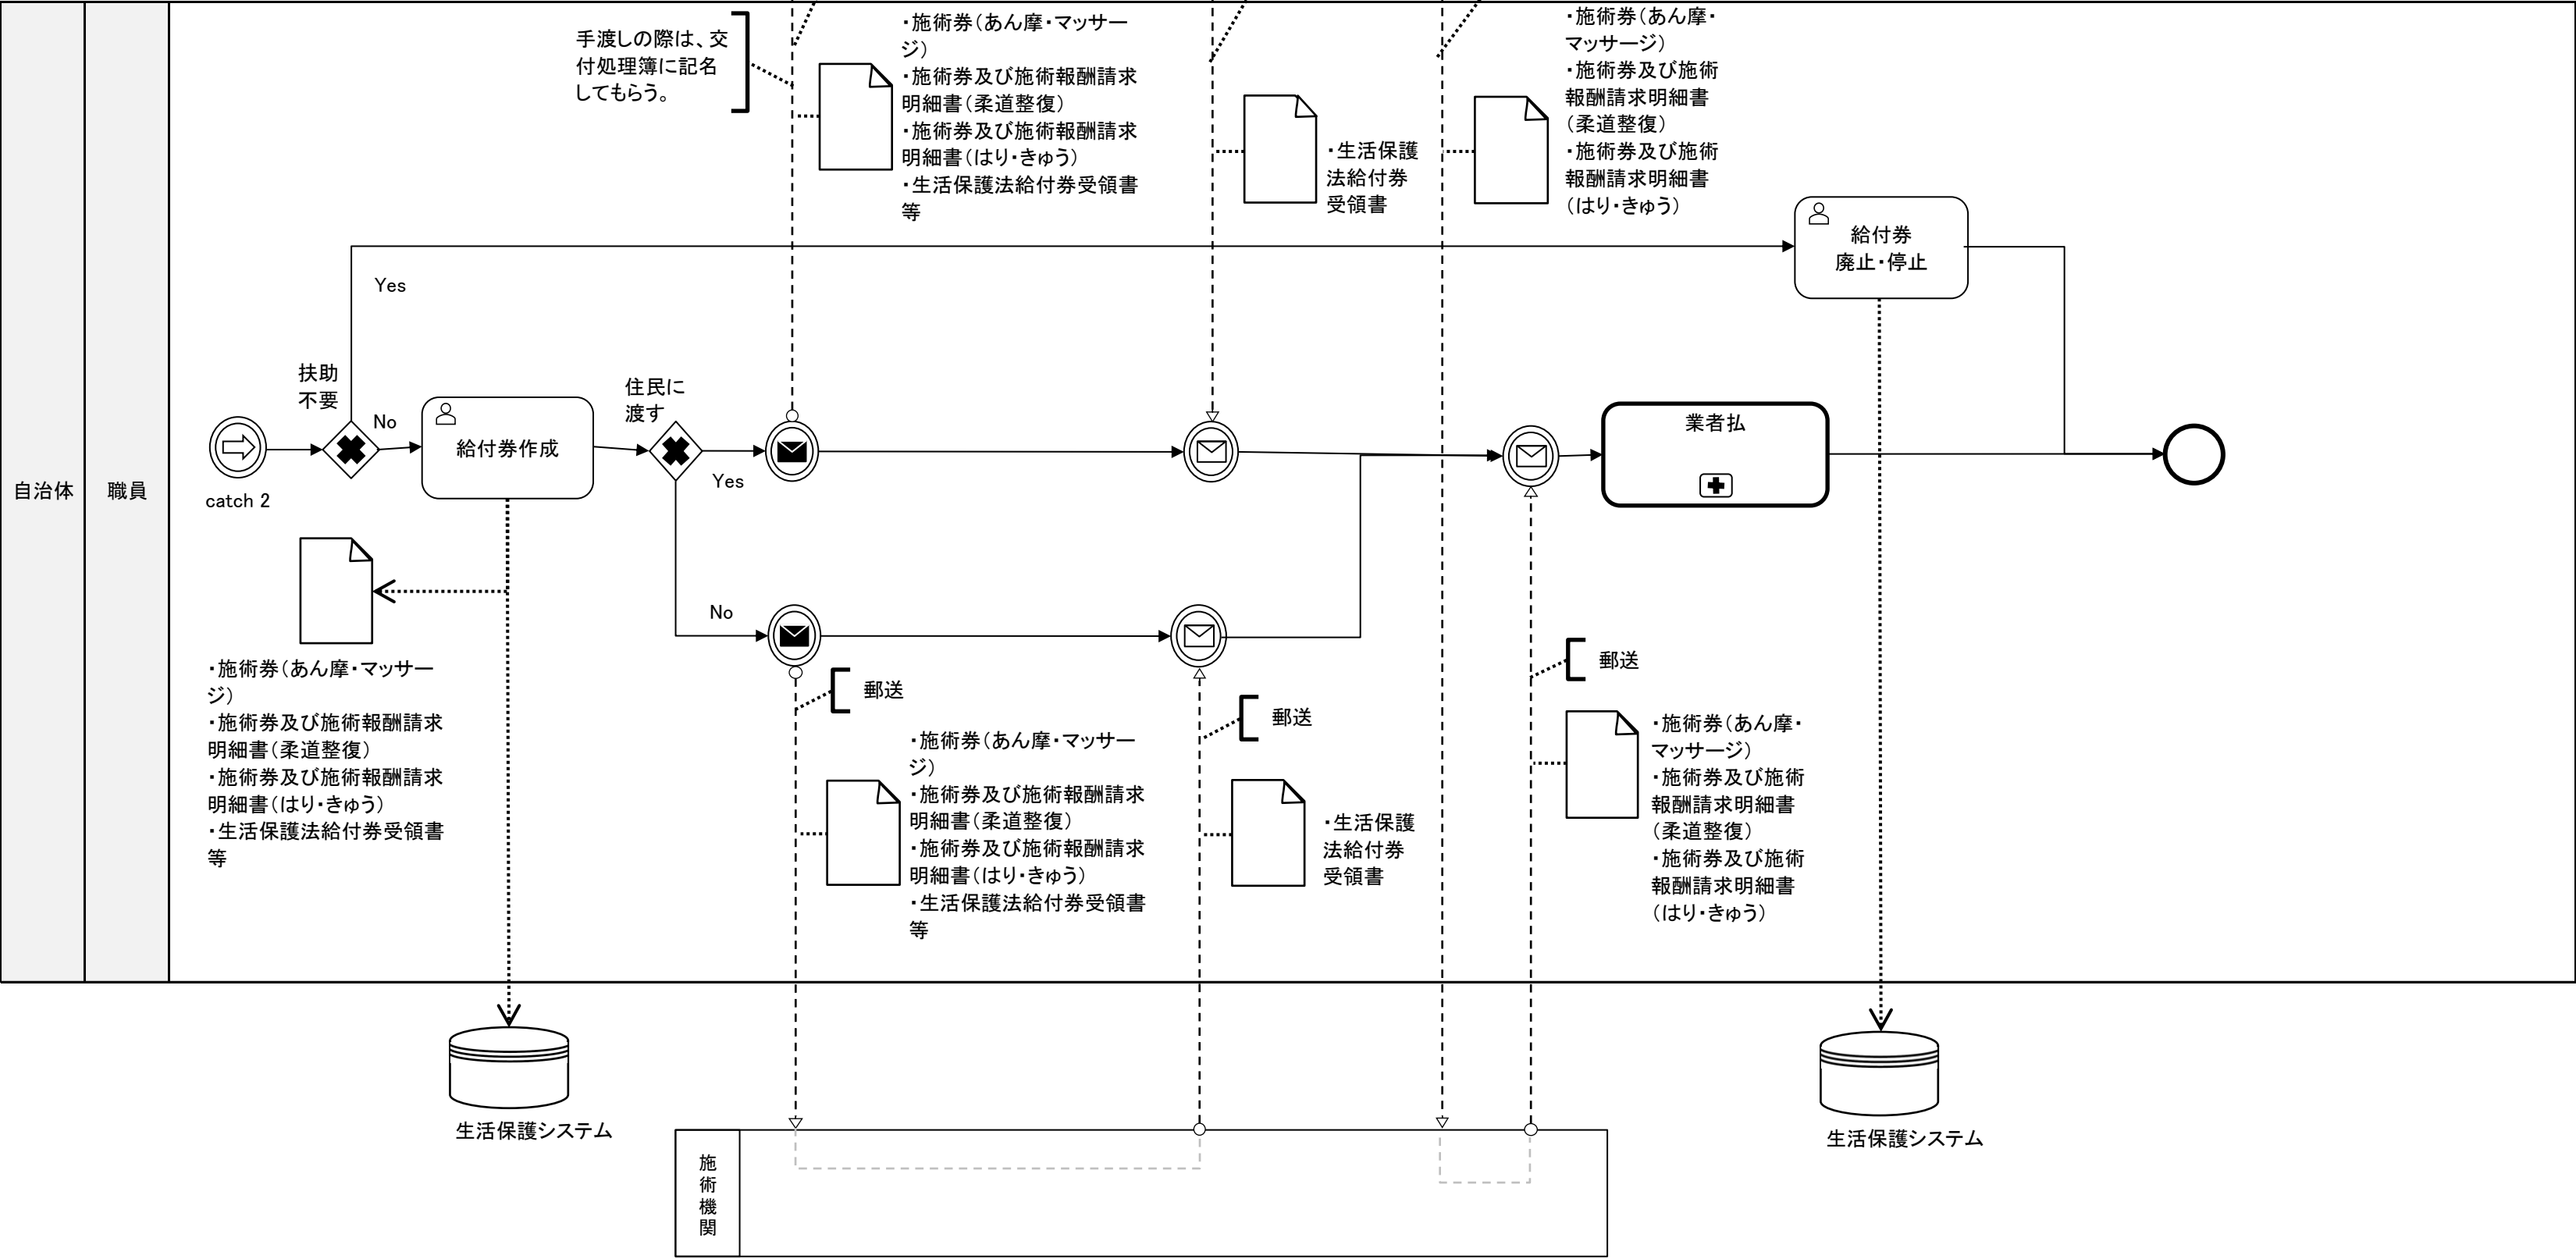 手渡しの際は、交
付処理簿に記名
してもらう。
・施術券（あん摩・マッサー
ジ）
・施術券及び施術報酬請求
明細書（柔道整復）
・施術券及び施術報酬請求
明細書（はり・きゅう）
・生活保護法給付券受領書
等
・生活保護
法給付券
受領書
・施術券（あん摩・
マッサージ）
・施術券及び施術
報酬請求明細書
（柔道整復）
・施術券及び施術
報酬請求明細書
（はり・きゅう）
給付券
廃止・停止
Yes
扶助
不要
No
給付券作成
住民に
渡す
Yes
業者払
自治体
職員
catch 2
No
・施術券（あん摩・マッサー
ジ）
・施術券及び施術報酬請求
明細書（柔道整復）
・施術券及び施術報酬請求
明細書（はり・きゅう）
・生活保護法給付券受領書
等
郵送
・施術券（あん摩・マッサー
ジ）
・施術券及び施術報酬請求
明細書（柔道整復）
・施術券及び施術報酬請求
明細書（はり・きゅう）
・生活保護法給付券受領書
等
郵送
・生活保護
法給付券
受領書
郵送
・施術券（あん摩・
マッサージ）
・施術券及び施術
報酬請求明細書
（柔道整復）
・施術券及び施術
報酬請求明細書
（はり・きゅう）
生活保護システム
生活保護システム
施
術
機
関